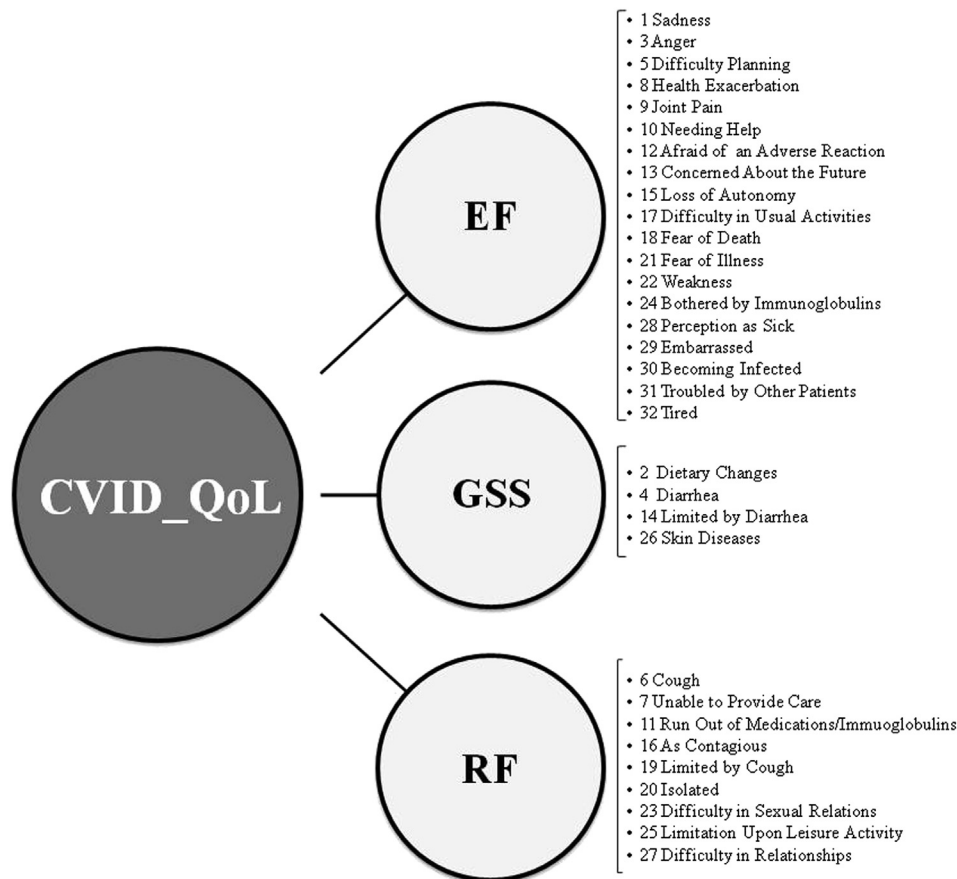 CVID_QoL
EF
• 1 Sadness
• 3 Anger
• 5 Difficulty Planning
• 8 Health Exacerbation
• 9 Joint Pain
• 10 Needing Help
• 12 Afraid of an Adverse Reaction
• 13 Concerned About the Future
• 15 Loss of Autonomy
• 17 Difficulty in Usual Activities
• 18 Fear of Death
• 21 Fear of Illness
• 22 Weakness
• 24 Bothered by Immunoglobulins
• 28 Perception as Sick
• 29 Embarrassed
• 30 Becoming Infected
• 31 Troubled by Other Patients
• 32 Tired
GSS
• 2 Dietary Changes
• 4 Diarrhea
• 14 Limited by Diarrhea
• 26 Skin Diseases
RF
• 6 Cough
• 7 Unable to Provide Care
• 11 Run Out of Medications/Immuoglobulins
• 16 As Contagious
• 19 Limited by Cough
• 20 Isolated
• 23 Difficulty in Sexual Relations
• 25 Limitation Upon Leisure Activity
• 27 Difficulty in Relationships